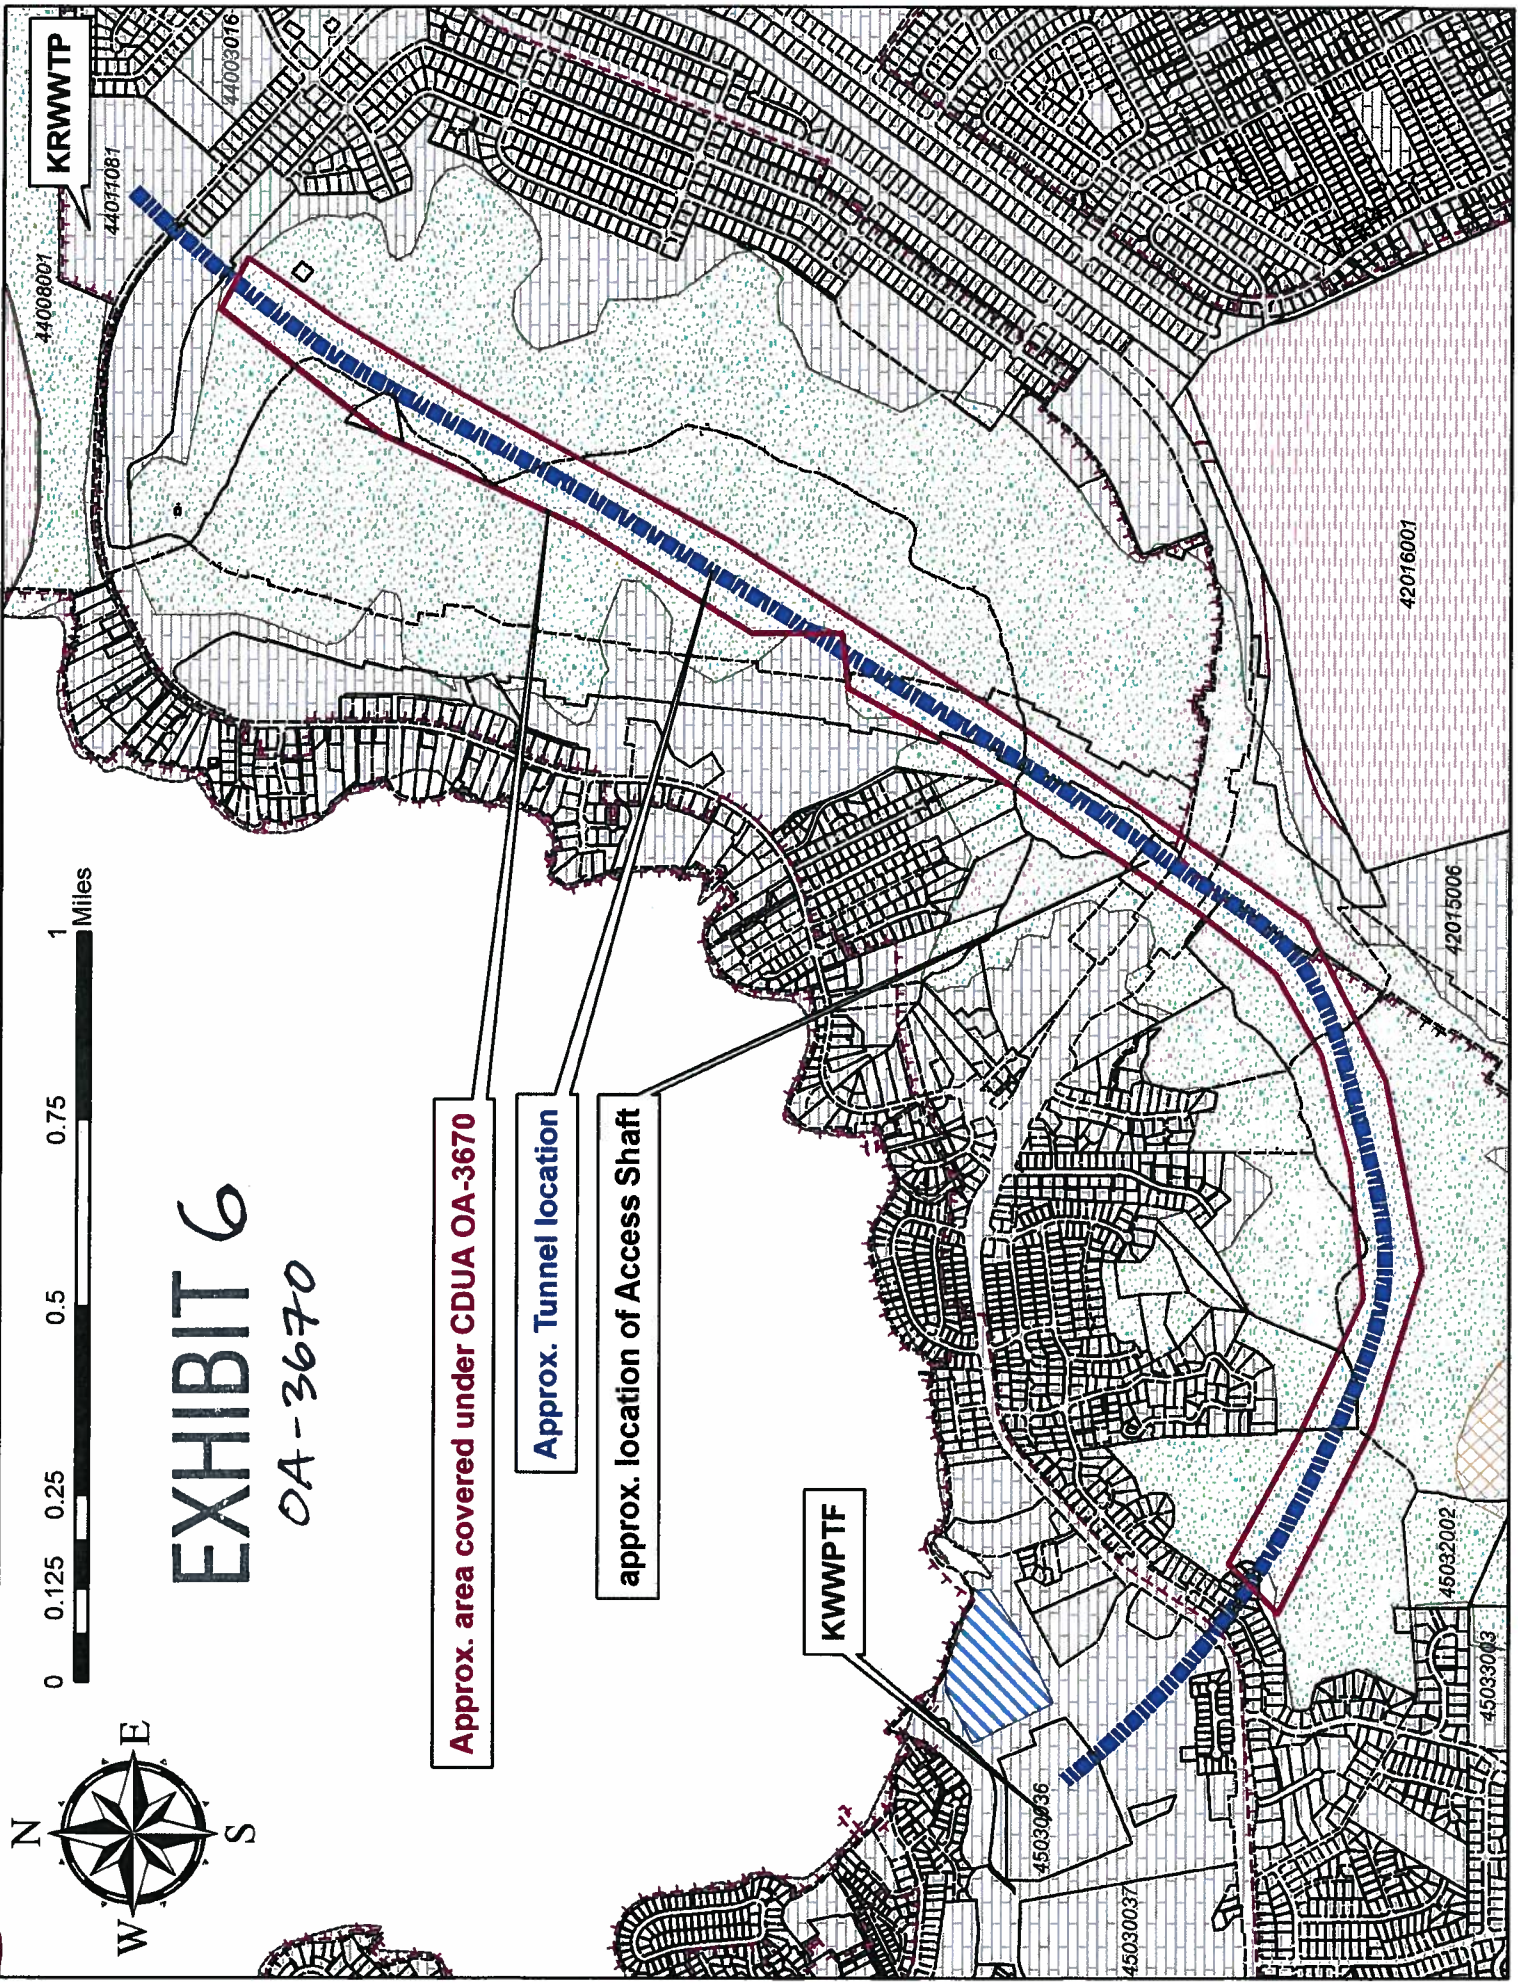 N
W
E
S
0
0.125
0.25
0.5
0.75
1
Miles
EXHIBIT 6
OA-3670
Approx. area covered under CDUA OA-3670
Approx. Tunnel location
approx. location of Access Shaft
KWWPTF
KRWWTP
44008001
44011081
44003016
42016001
42015006
45030036
45030037
45032002
45033003